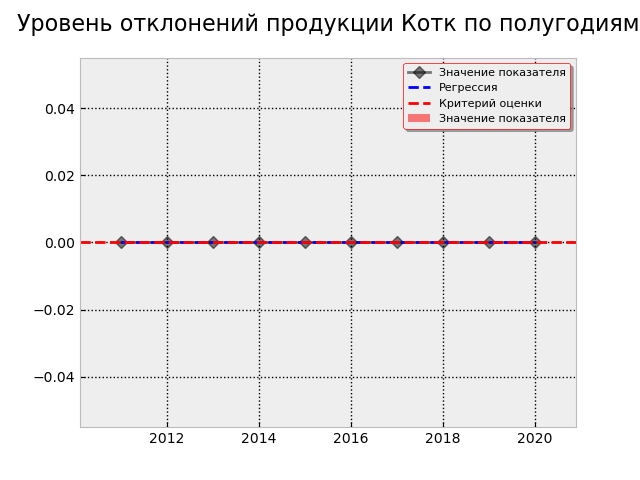 Уровень отклонений продукции Котк по полугодиям
Значение показателя
Регрессия
Критерий оценки
Значение показателя
0.04
0.02
0.00
−0.02
−0.04
2012 2014 2016 2018 2020